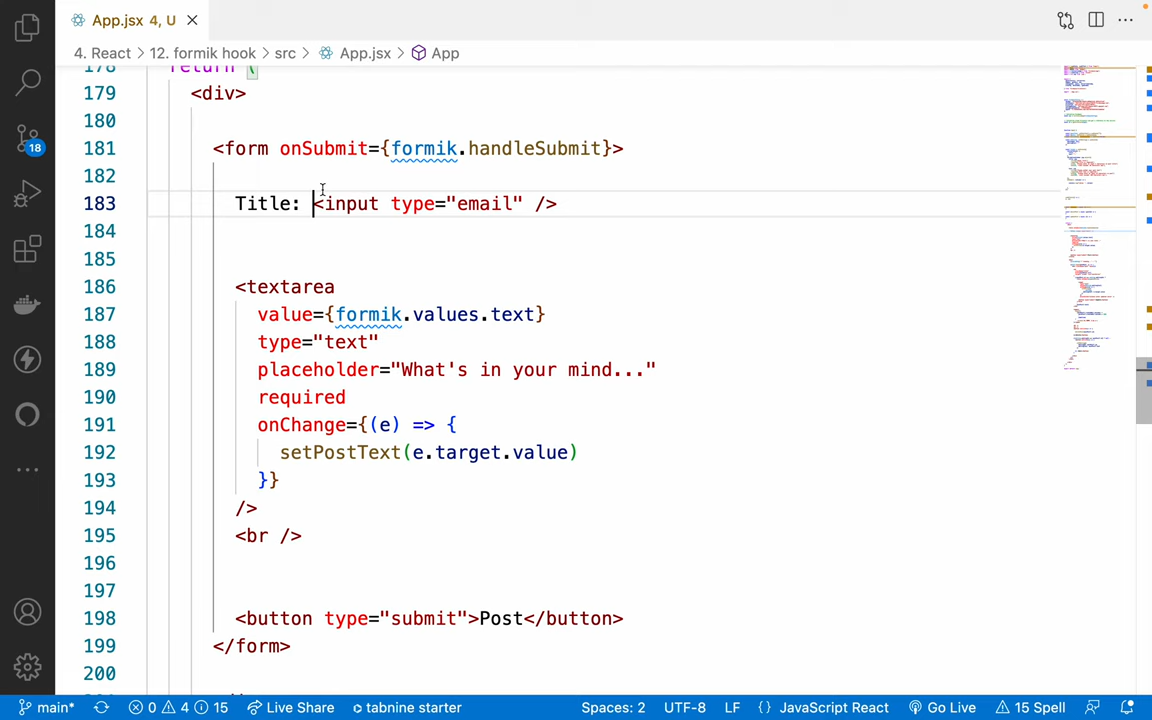 App.jsx 4, U
4. React > 12. formik hook > src > App.jsx > App
178 return (
179 <div>
180
181 <form onSubmit={formik.handleSubmit}>
182
183 Title: <input type="email" />
184
185
186 <textarea
187 value={formik.values.text}
188 type="text"
189 placeholder="What's in your mind..."
190 required
191 onChange={(e) => {
192 setPostText(e.target.value)
193 }}
194 />
195 <br />
196
197
198 <button type="submit">Post</button>
199 </form>
200
18
main* 0 4 15 Live Share tabnine starter Spaces: 2 UTF-8 LF {} JavaScript React Go Live 15 Spell